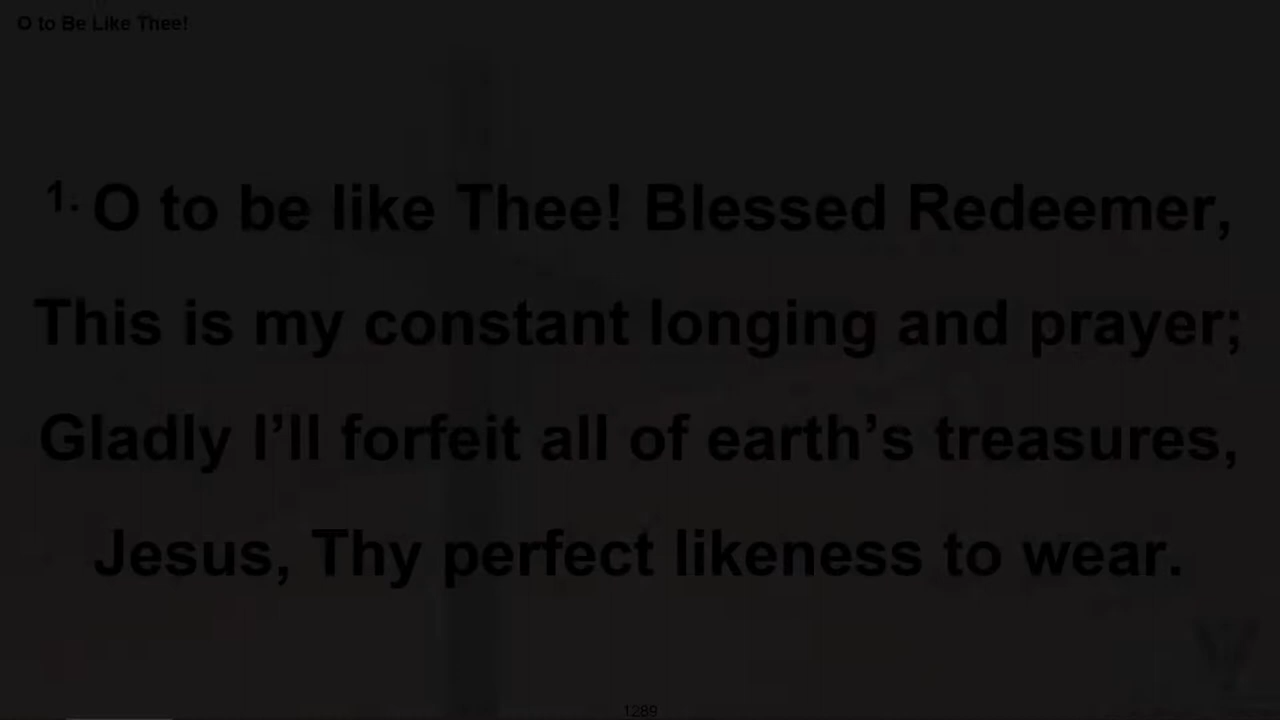 O to Be Like Thee!
1. O to be like Thee! Blessed Redeemer,
This is my constant longing and prayer;
Gladly I’ll forfeit all of earth’s treasures,
Jesus, Thy perfect likeness to wear.
1289